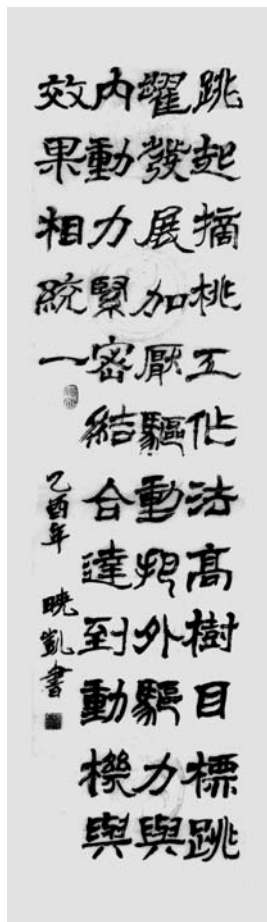 跳起摘桃工作法高樹目標跳
躍發展加厭驅動把外驅力與
内動力緊密結合達到動機與
效果相統一
乙酉年 曉凱書